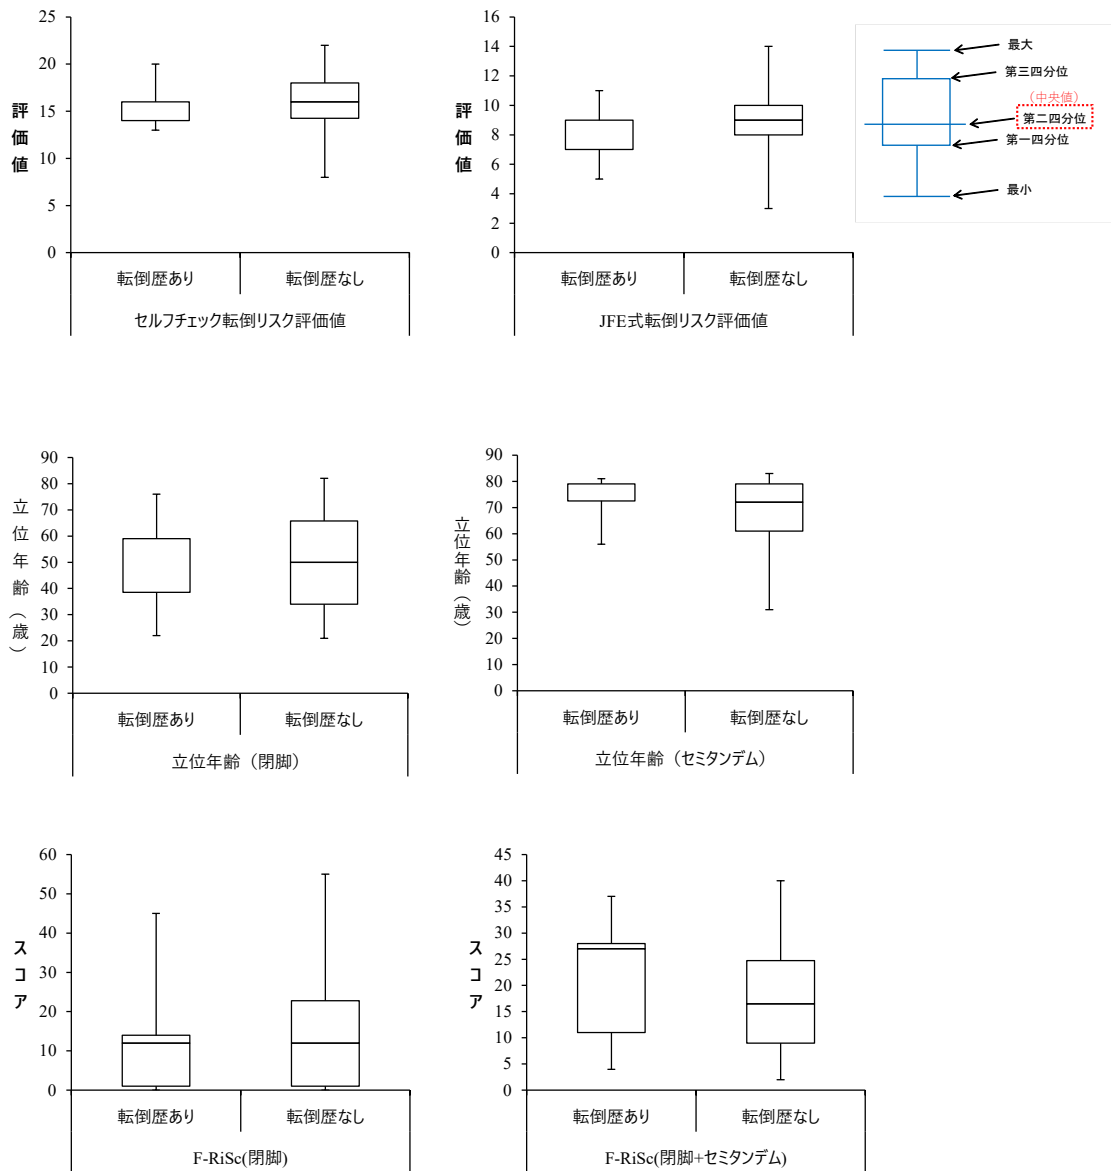 25
20
15
10
5
0
評価値
転倒歴あり
転倒歴なし
セルフチェック転倒リスク評価値
16
14
12
10
8
6
4
2
0
評価値
転倒歴あり
転倒歴なし
JFE式転倒リスク評価値
最大
第三四分位
(中央値)
第二四分位
第一四分位
最小
90
80
70
60
50
40
30
20
10
0
立位年齢（歳）
転倒歴あり
転倒歴なし
立位年齢（閉脚）
90
80
70
60
50
40
30
20
10
0
立位年齢（歳）
転倒歴あり
転倒歴なし
立位年齢（セミタンデム）
60
50
40
30
20
10
0
スコア
転倒歴あり
転倒歴なし
F-RiSc(閉脚)
45
40
35
30
25
20
15
10
5
0
スコア
転倒歴あり
転倒歴なし
F-RiSc(閉脚+セミタンデム)